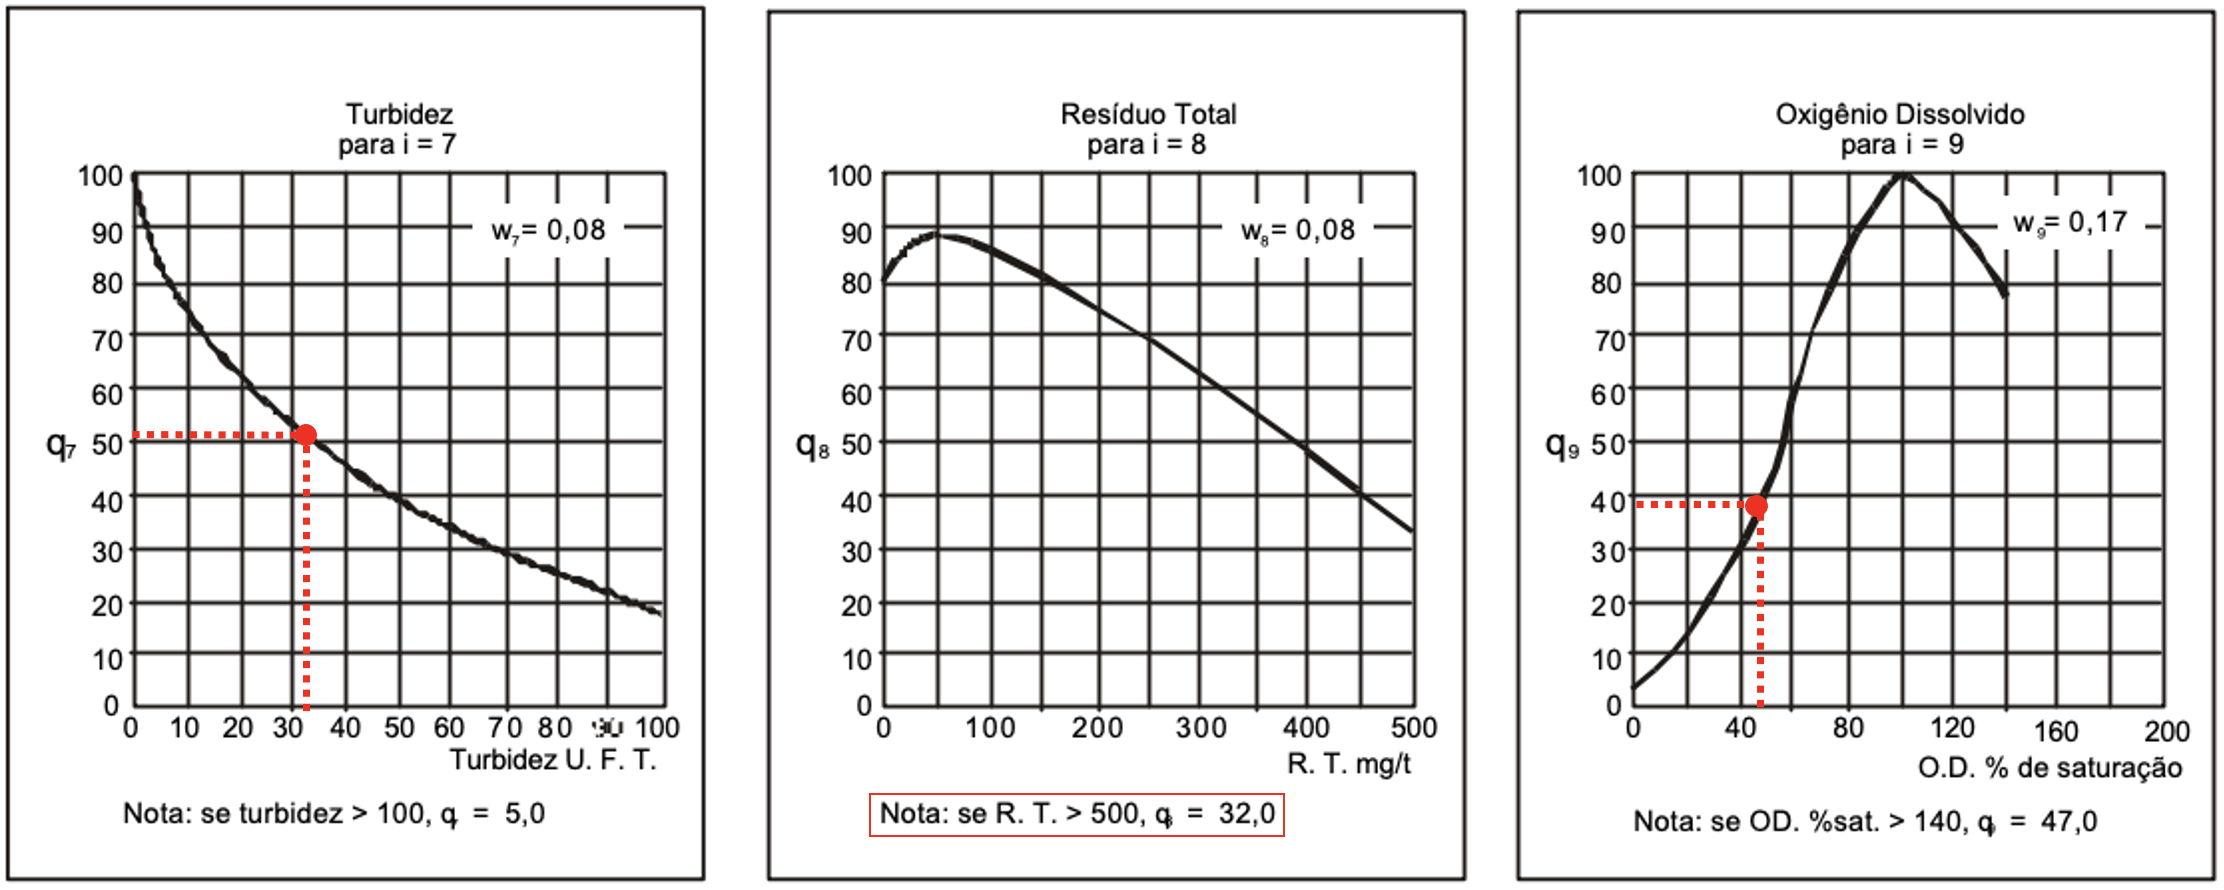 Turbidez
para i = 7
100
90
80
70
60
50
40
30
20
10
0
q7
w7= 0,08
0 10 20 30 40 50 60 70 80 90 100
Turbidez U. F. T.
Nota: se turbidez > 100, q7 = 5,0
Resíduo Total
para i = 8
100
90
80
70
60
50
40
30
20
10
0
q8
w8= 0,08
0 100 200 300 400 500
R. T. mg/t
Nota: se R. T. > 500, q8 = 32,0
Oxigênio Dissolvido
para i = 9
100
90
80
70
60
50
40
30
20
10
0
q9
w9= 0,17
0 40 80 120 160 200
O.D. % de saturação
Nota: se OD. %sat. > 140, q9 = 47,0